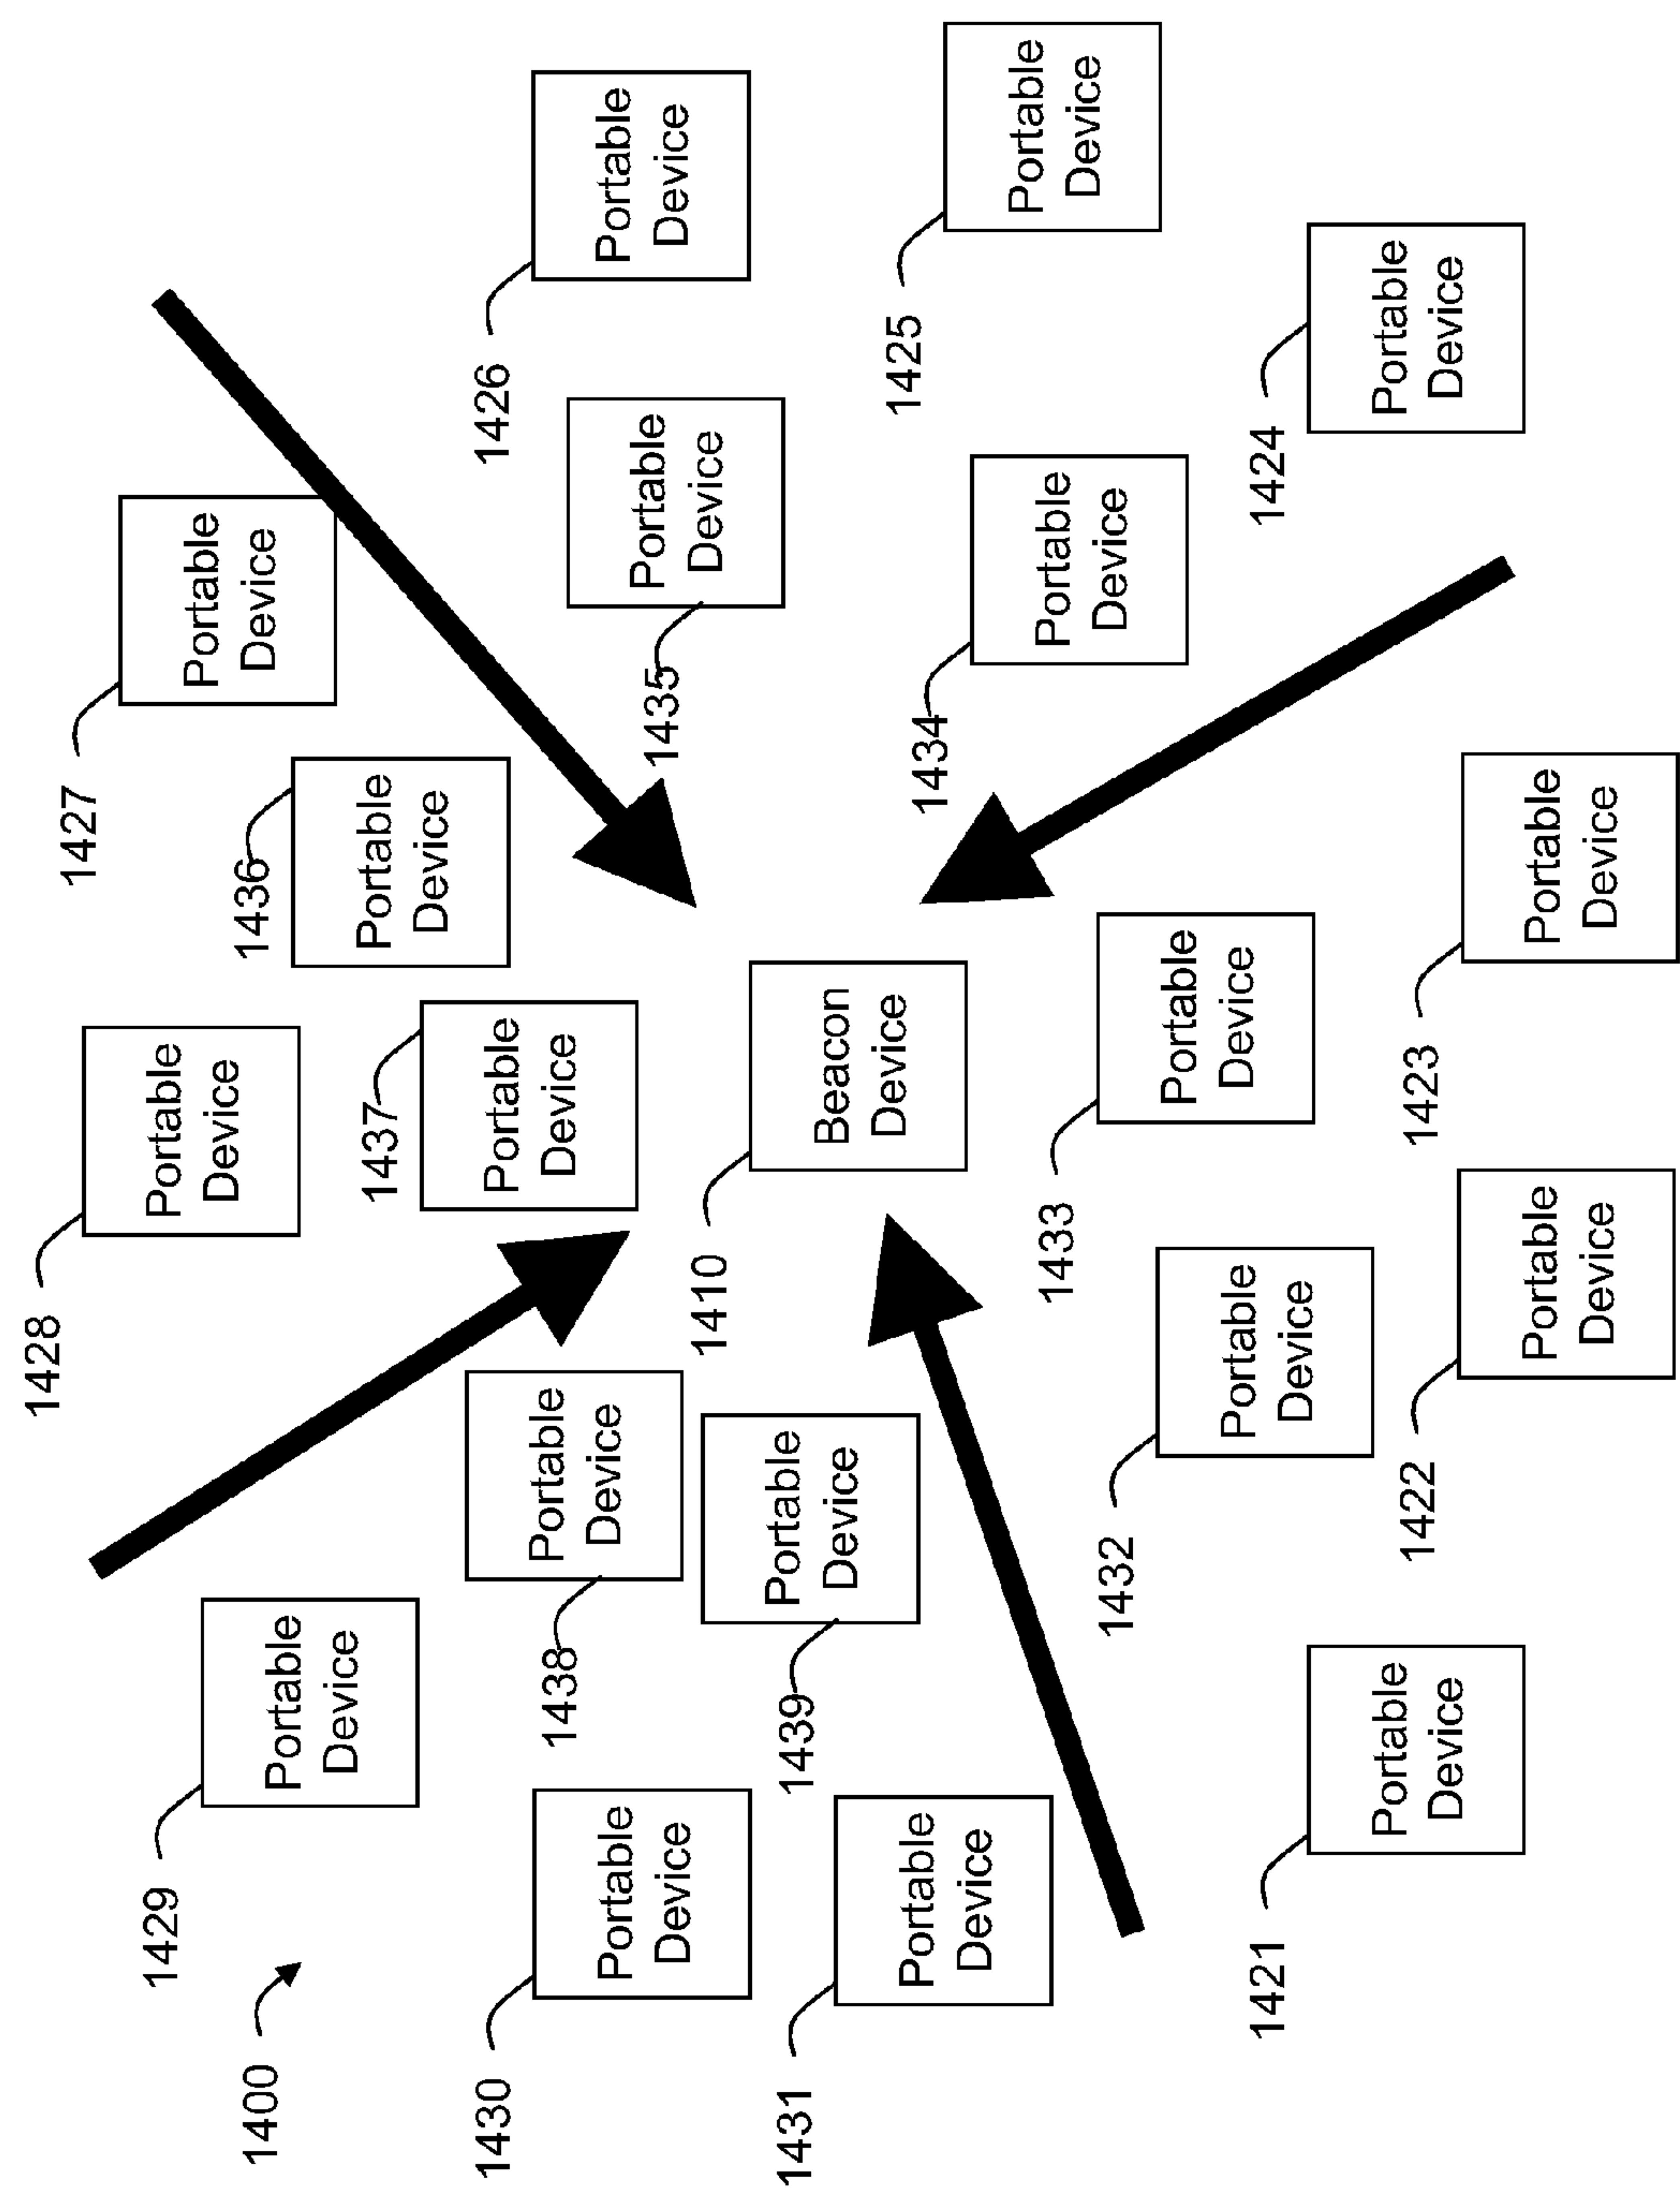 1428
Portable
Device
1427
Portable
Device
1429
Portable
Device
1400
1436
Portable
Device
1437
Portable
Device
1430
Portable
Device
1426
Portable
Device
1438
Portable
Device
1435
Portable
Device
1410
Beacon
Device
1439
Portable
Device
1431
Portable
Device
1425
Portable
Device
1434
Portable
Device
1433
Portable
Device
1432
Portable
Device
1421
Portable
Device
1424
Portable
Device
1422
Portable
Device
1423
Portable
Device